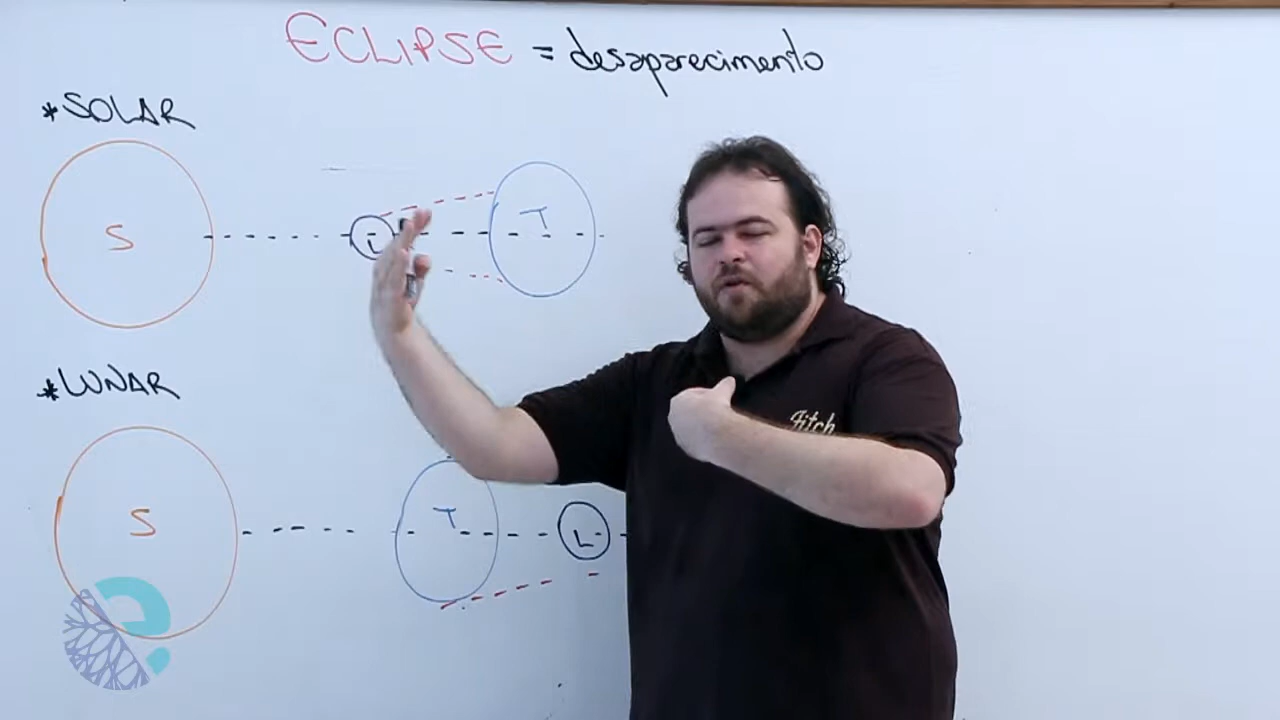 ECLIPSE = desaparecimento
*SOLAR
S
L
T
*LUNAR
S
T
L
Fitch